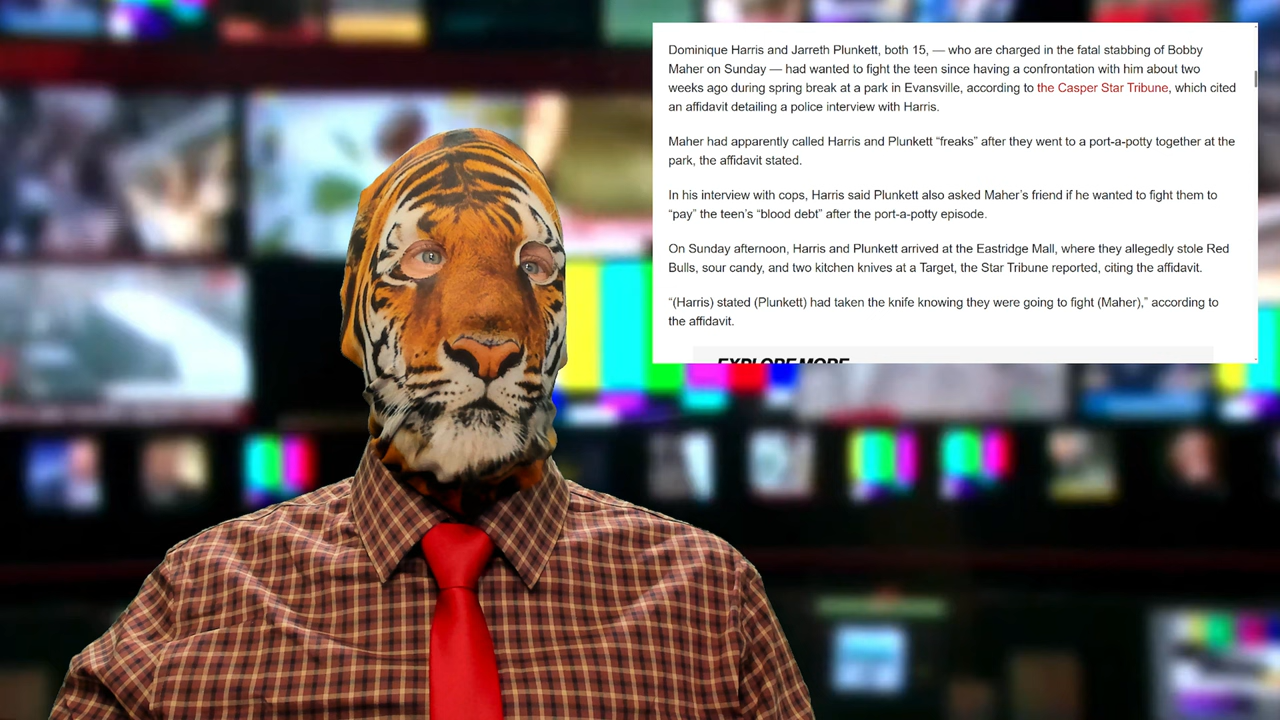 Dominique Harris and Jarreth Plunkett, both 15, — who are charged in the fatal stabbing of Bobby
Maher on Sunday — had wanted to fight the teen since having a confrontation with him about two
weeks ago during spring break at a park in Evansville, according to the Casper Star Tribune, which cited
an affidavit detailing a police interview with Harris.
Maher had apparently called Harris and Plunkett “freaks” after they went to a port-a-potty together at the
park, the affidavit stated.
In his interview with cops, Harris said Plunkett also asked Maher’s friend if he wanted to fight them to
“pay” the teen’s “blood debt” after the port-a-potty episode.
On Sunday afternoon, Harris and Plunkett arrived at the Eastridge Mall, where they allegedly stole Red
Bulls, sour candy, and two kitchen knives at a Target, the Star Tribune reported, citing the affidavit.
“(Harris) stated (Plunkett) had taken the knife knowing they were going to fight (Maher),” according to
the affidavit.
EXPLORE MORE